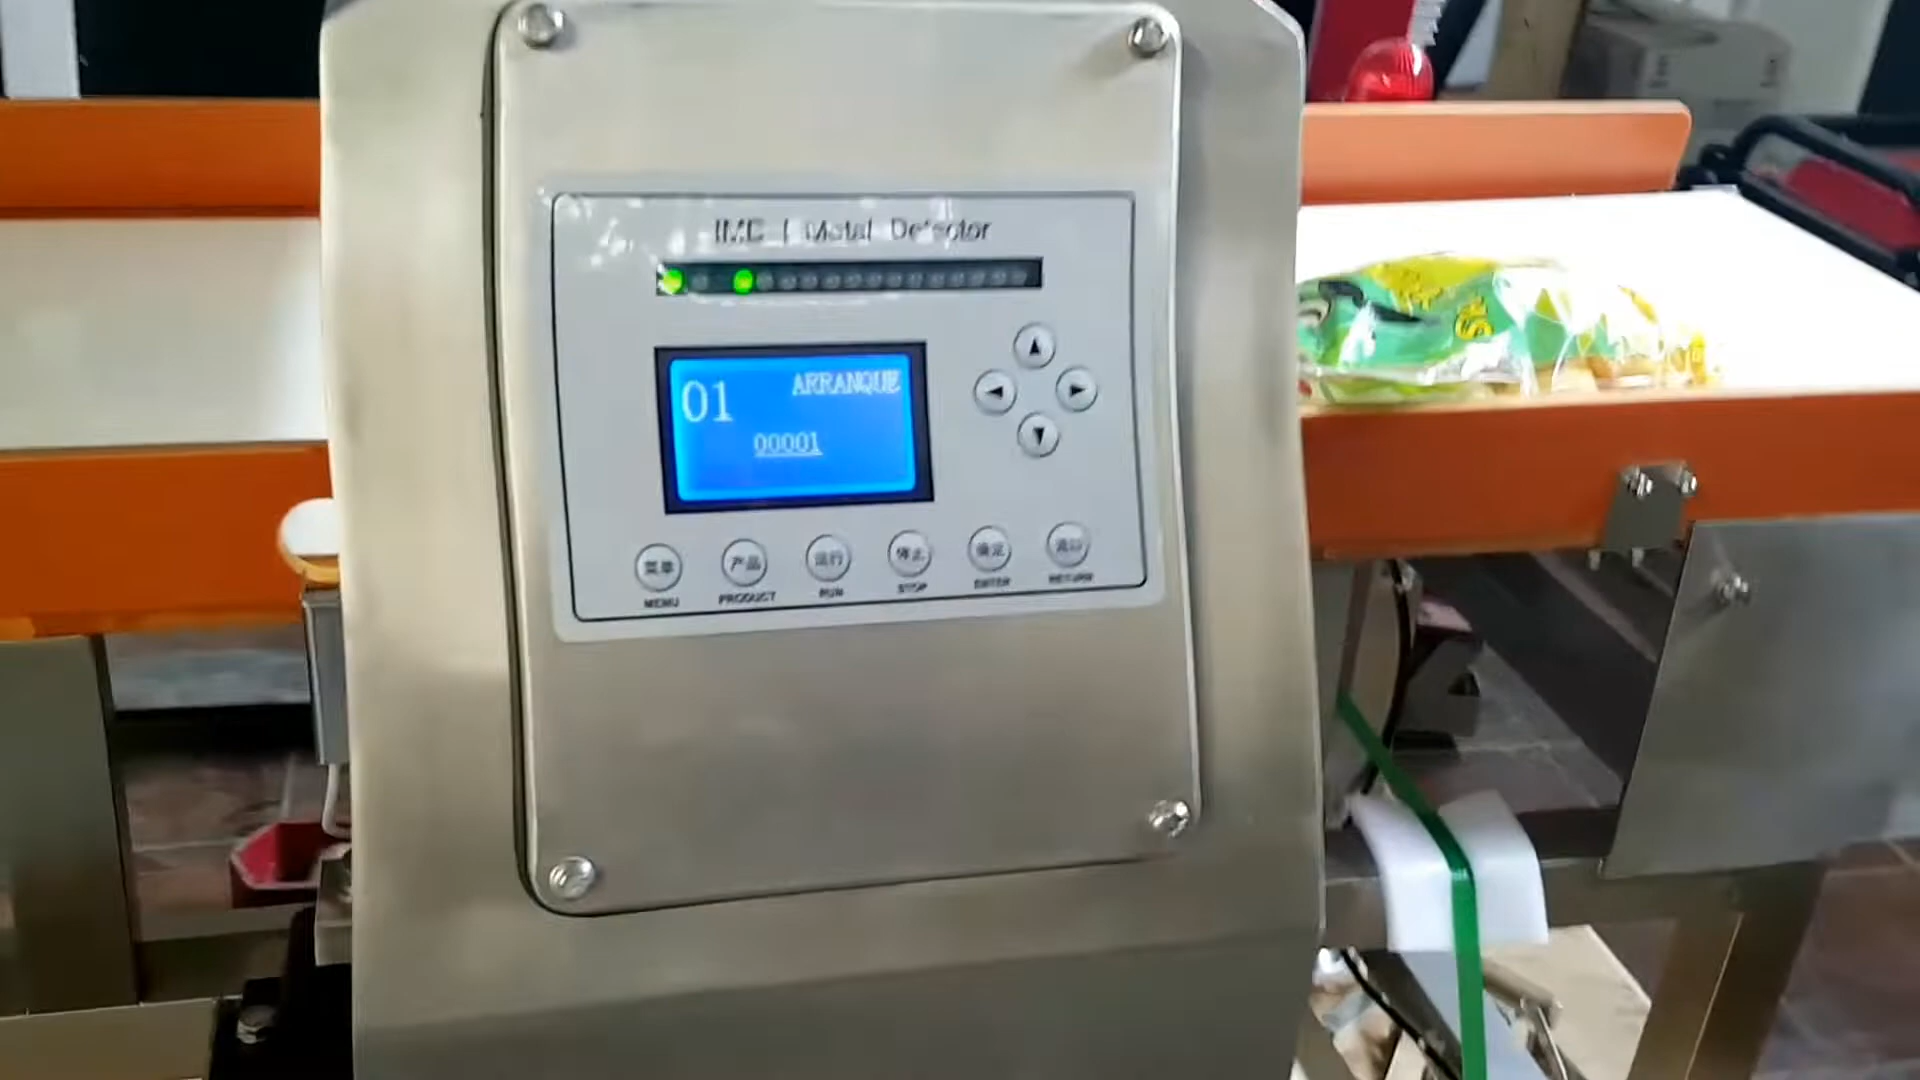 IMD-I Metal Detector
01 ARRANQUE
00001
菜单 产品 运行 停止 确定 返回
MENU PRODUCT RUN STOP ENTER RETURN